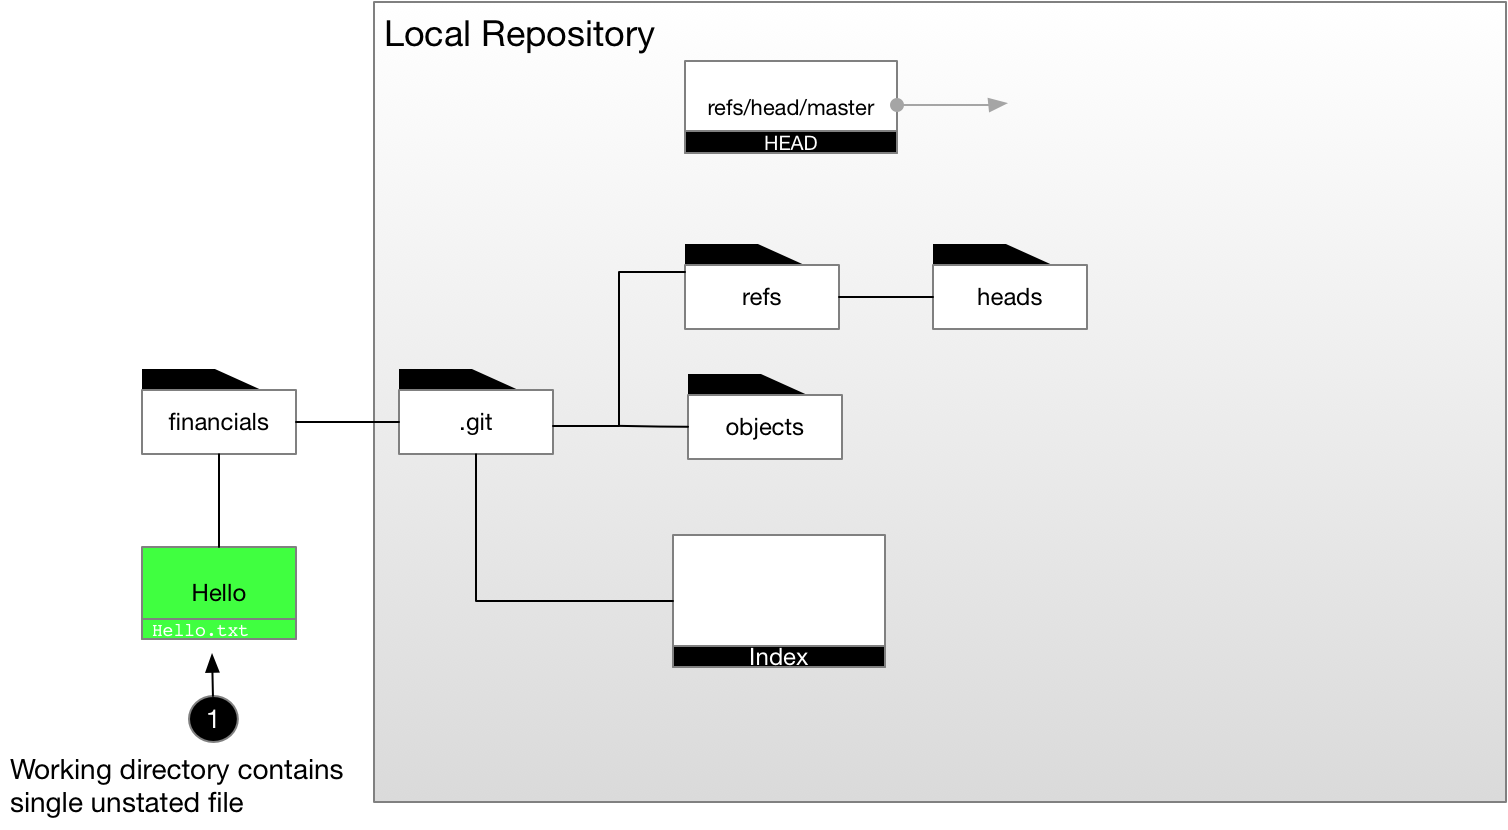 Local Repository
refs/head/master
HEAD
refs
heads
financials
.git
objects
Hello
Hello.txt
Index
1
Working directory contains
single unstated file